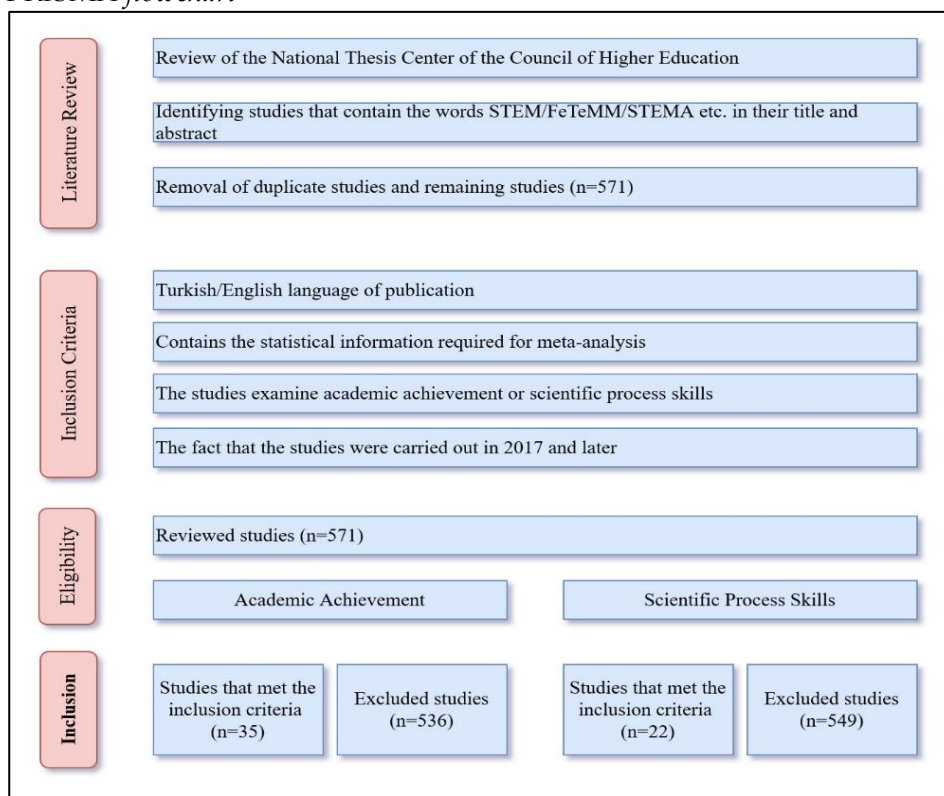 PRISMA flowchart
Literature Review
Review of the National Thesis Center of the Council of Higher Education
Identifying studies that contain the words STEM/FeTeMM/STEMA etc. in their title and
abstract
Removal of duplicate studies and remaining studies (n=571)
Inclusion Criteria
Turkish/English language of publication
Contains the statistical information required for meta-analysis
The studies examine academic achievement or scientific process skills
The fact that the studies were carried out in 2017 and later
Eligibility
Reviewed studies (n=571)
Academic Achievement
Scientific Process Skills
Inclusion
Studies that met the
inclusion criteria
(n=35)
Excluded studies
(n=536)
Studies that met the
inclusion criteria
(n=22)
Excluded studies
(n=549)